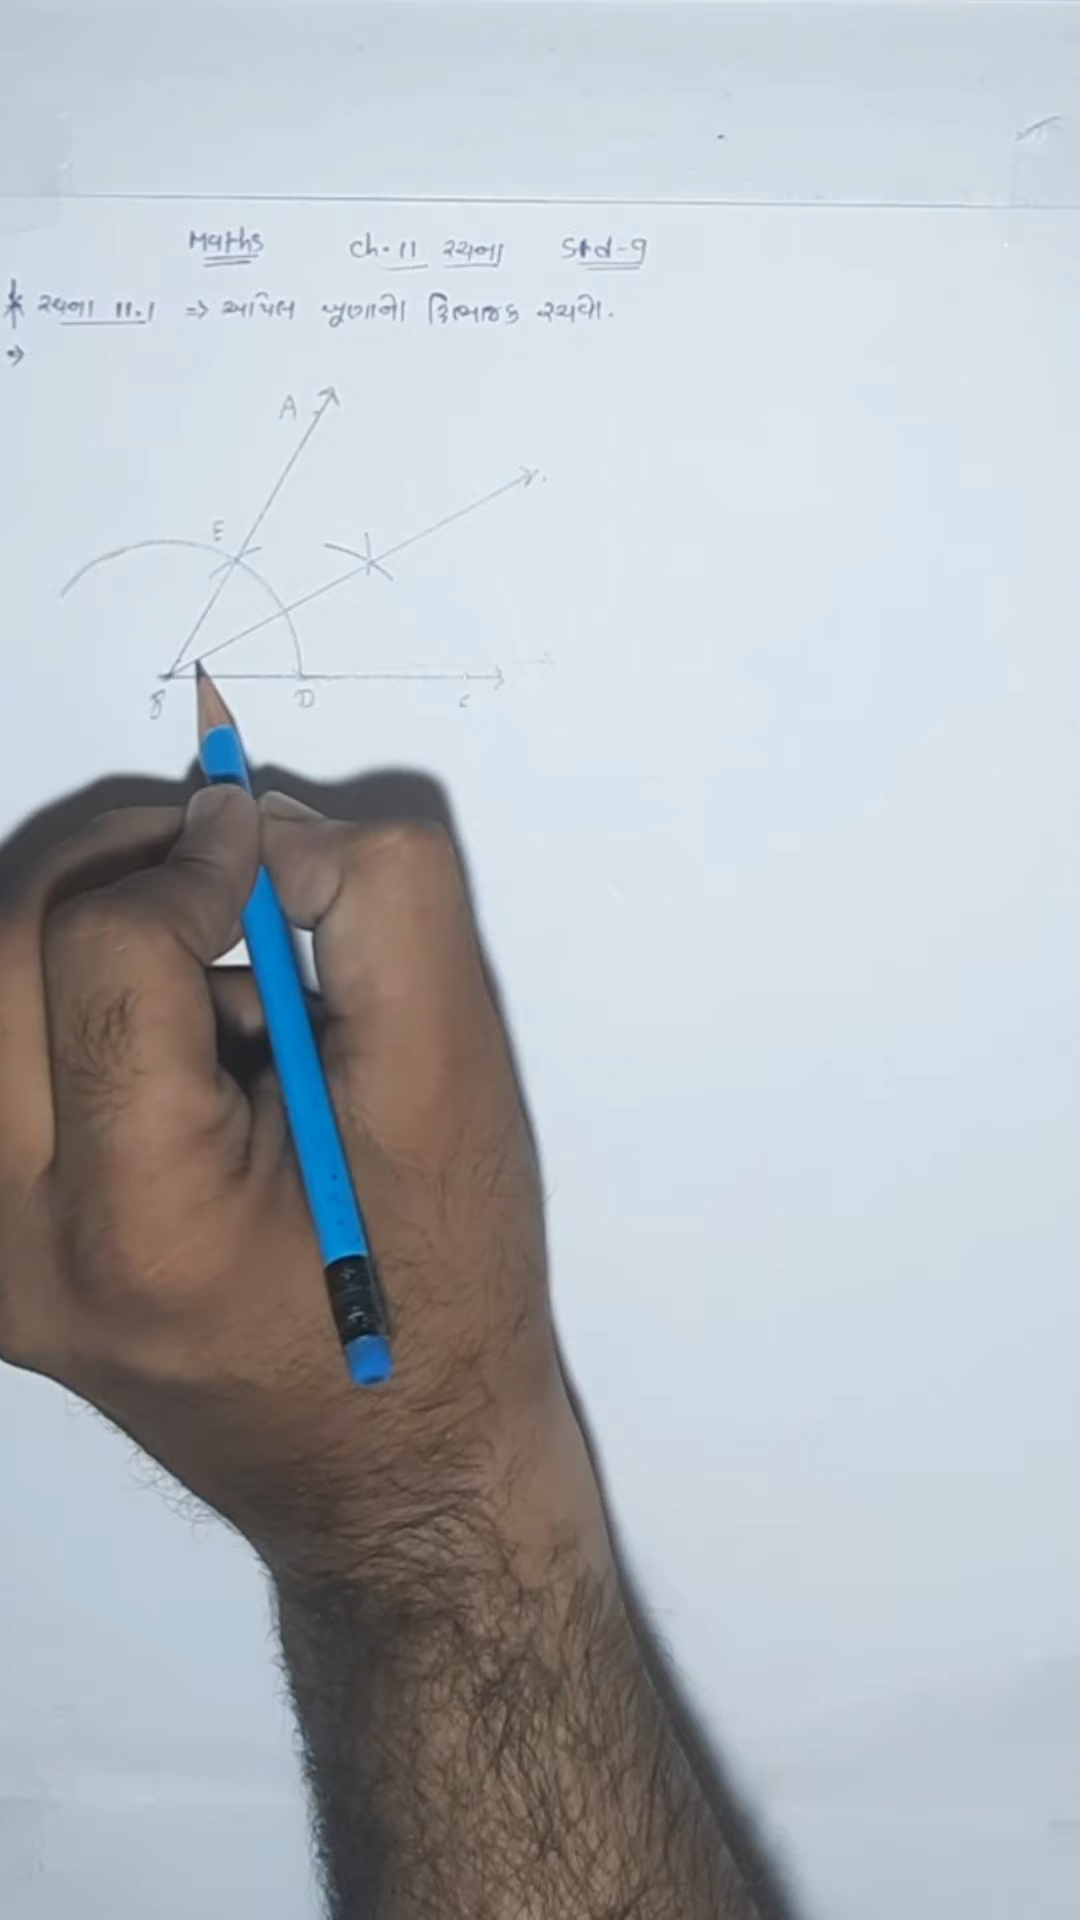 Maths ch.11 રચના Std-9
* રચના 11.1 ⇒ આપેલ ખૂણાનો દ્વિભાજક રચવો.
⇒
A
E
B D C